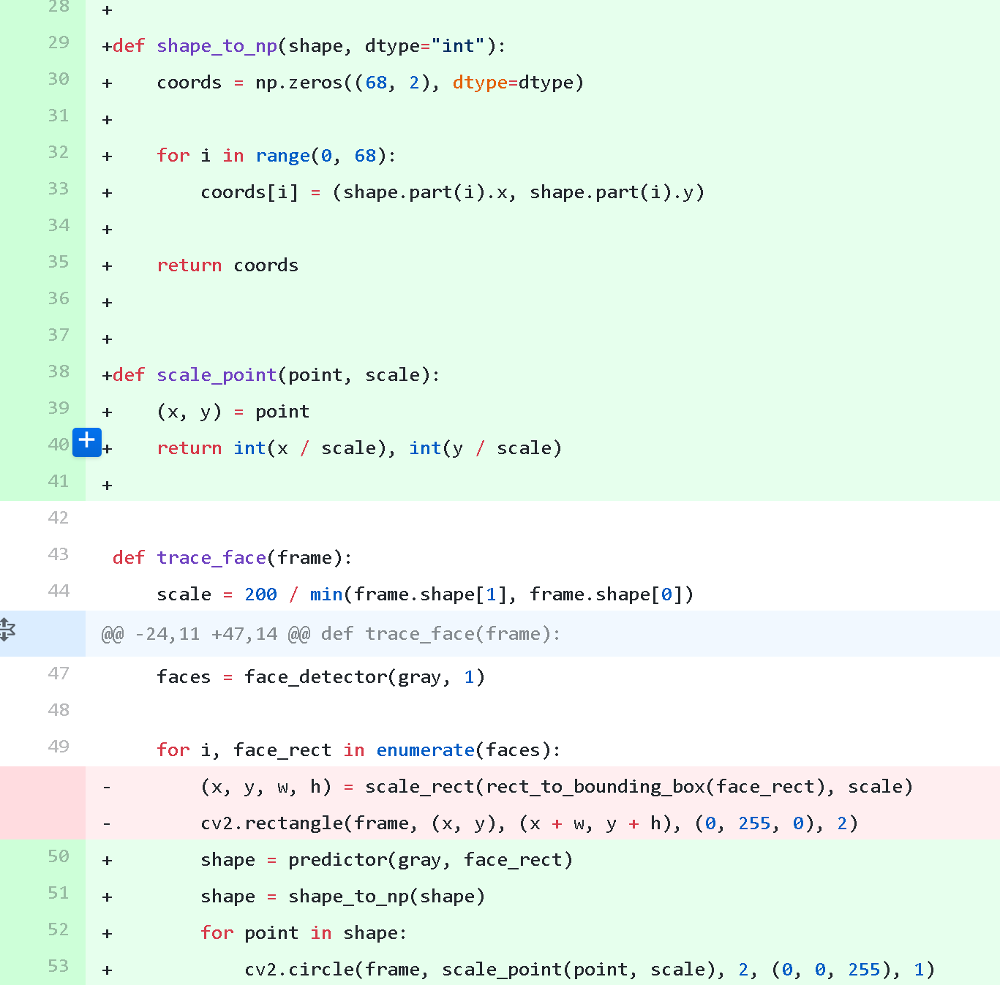 28 +
29 +def shape_to_np(shape, dtype="int"):
30 +    coords = np.zeros((68, 2), dtype=dtype)
31 +
32 +    for i in range(0, 68):
33 +        coords[i] = (shape.part(i).x, shape.part(i).y)
34 +
35 +    return coords
36 +
37 +
38 +def scale_point(point, scale):
39 +    (x, y) = point
40 +    return int(x / scale), int(y / scale)
41 +
42
43  def trace_face(frame):
44      scale = 200 / min(frame.shape[1], frame.shape[0])
@@ -24,11 +47,14 @@ def trace_face(frame):
47      faces = face_detector(gray, 1)
48
49      for i, face_rect in enumerate(faces):
-        (x, y, w, h) = scale_rect(rect_to_bounding_box(face_rect), scale)
-        cv2.rectangle(frame, (x, y), (x + w, y + h), (0, 255, 0), 2)
50 +        shape = predictor(gray, face_rect)
51 +        shape = shape_to_np(shape)
52 +        for point in shape:
53 +            cv2.circle(frame, scale_point(point, scale), 2, (0, 0, 255), 1)